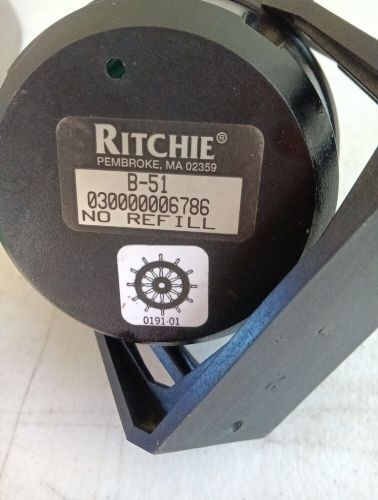 RITCHIE®
PEMBROKE, MA 02359
B-51
030000006786
NO REFILL
0191-01